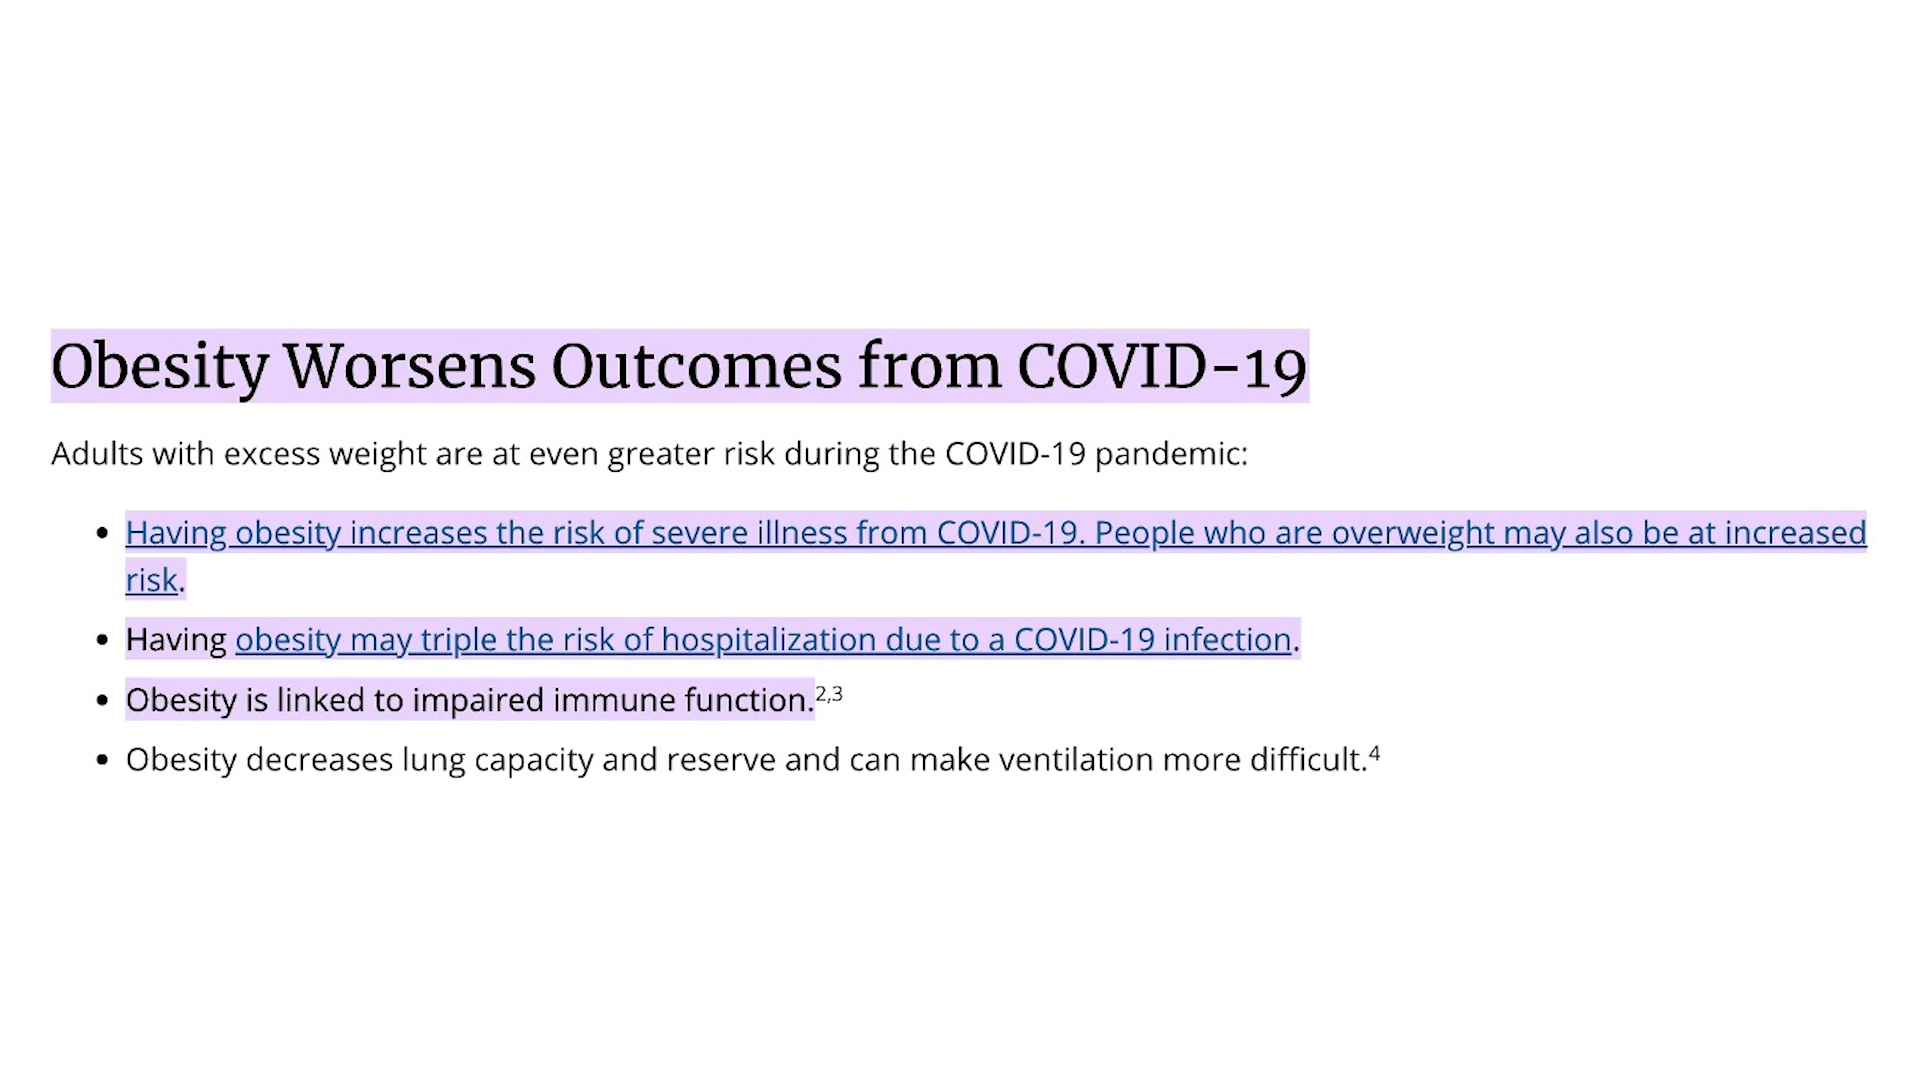 Obesity Worsens Outcomes from COVID-19
Adults with excess weight are at even greater risk during the COVID-19 pandemic:
• Having obesity increases the risk of severe illness from COVID-19. People who are overweight may also be at increased
risk.
• Having obesity may triple the risk of hospitalization due to a COVID-19 infection.
• Obesity is linked to impaired immune function.2,3
• Obesity decreases lung capacity and reserve and can make ventilation more difficult.4